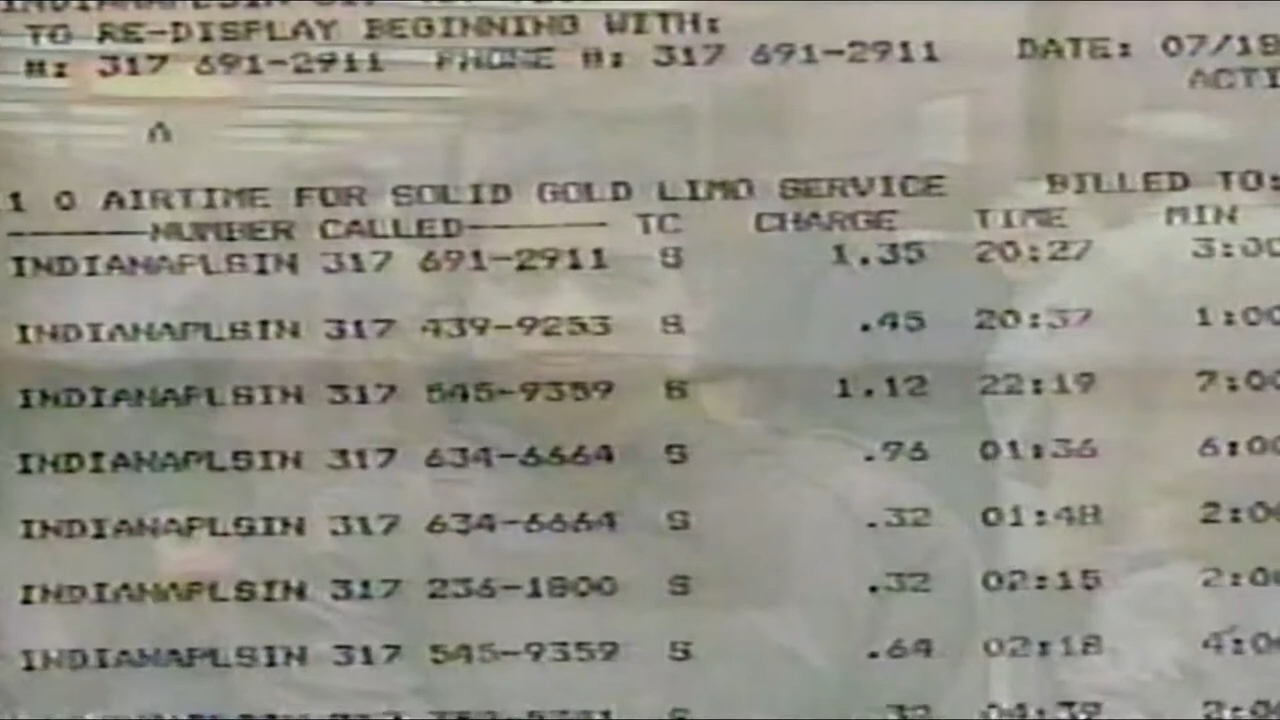 TO RE-DISPLAY BEGINNING WITH:
#: 317 691-2911 PHONE #: 317 691-2911 DATE: 07/18
ACTI
^
1 0 AIRTIME FOR SOLID GOLD LIMO SERVICE BILLED TO:
------NUMBER CALLED------ TC CHARGE TIME MIN
INDIANAPLSIN 317 691-2911 S 1.35 20:27 3:00
INDIANAPLSIN 317 439-9253 S .45 20:37 1:00
INDIANAPLSIN 317 545-9359 S 1.12 22:19 7:00
INDIANAPLSIN 317 634-6664 S .96 01:36 6:00
INDIANAPLSIN 317 634-6664 S .32 01:48 2:00
INDIANAPLSIN 317 236-1800 S .32 02:15 2:00
INDIANAPLSIN 317 545-9359 S .64 02:18 4:00